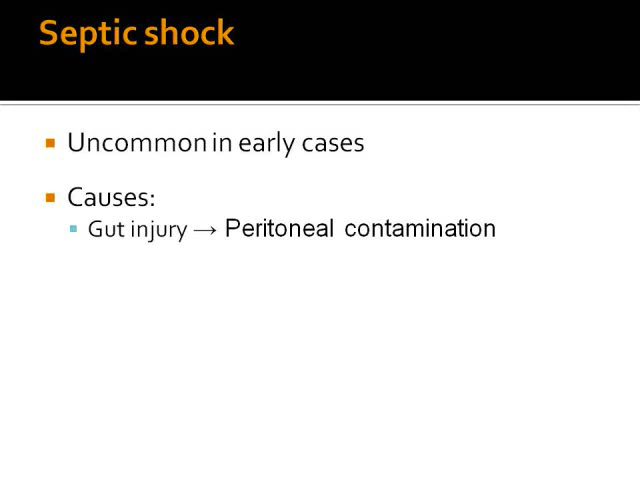 Septic shock
Uncommon in early cases
Causes:
Gut injury → Peritoneal contamination